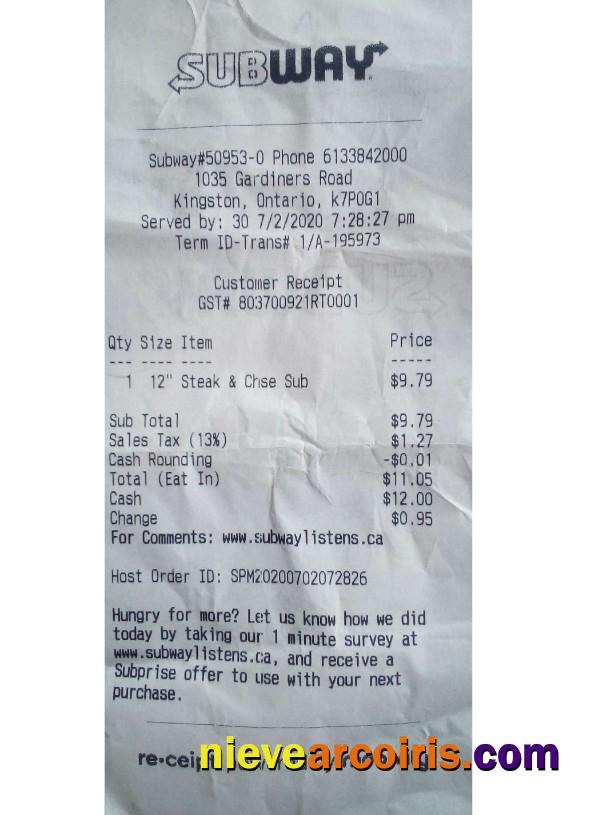 SUBWAY
Subway#50953-0 Phone 6133842000
1035 Gardiners Road
Kingston, Ontario, k7P0G1
Served by: 30 7/2/2020 7:28:27 pm
Term ID-Trans# 1/A-195973
Customer Receipt
GST# 803700921RT0001
Qty Size Item Price
--- ---- ---- -----
1 12" Steak & Chse Sub $9.79
Sub Total $9.79
Sales Tax (13%) $1.27
Cash Rounding -$0.01
Total (Eat In) $11.05
Cash $12.00
Change $0.95
For Comments: www.subwaylistens.ca
Host Order ID: SPM20200702072826
Hungry for more? Let us know how we did
today by taking our 1 minute survey at
www.subwaylistens.ca, and receive a
Subprise offer to use with your next
purchase.
nievearcoiris.com